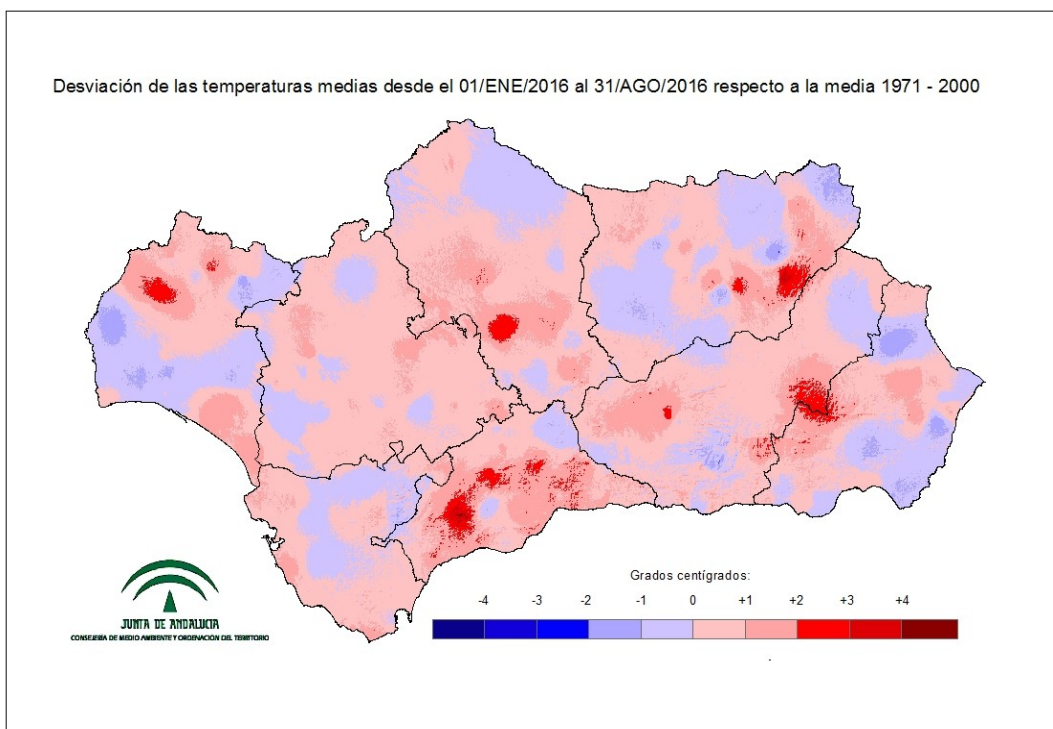 Desviación de las temperaturas medias desde el 01/ENE/2016 al 31/AGO/2016 respecto a la media 1971 - 2000
Grados centígrados:
-4 -3 -2 -1 0 +1 +2 +3 +4
JUNTA DE ANDALUCIA
CONSEJERIA DE MEDIO AMBIENTE Y ORDENACION DEL TERRITORIO